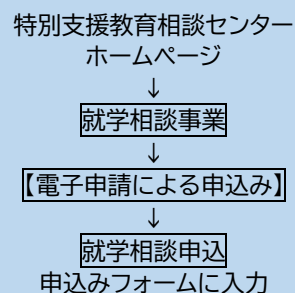 特別支援教育相談センター
ホームページ
↓
就学相談事業
↓
【電子申請による申込み】
↓
就学相談申込
申込みフォームに入力